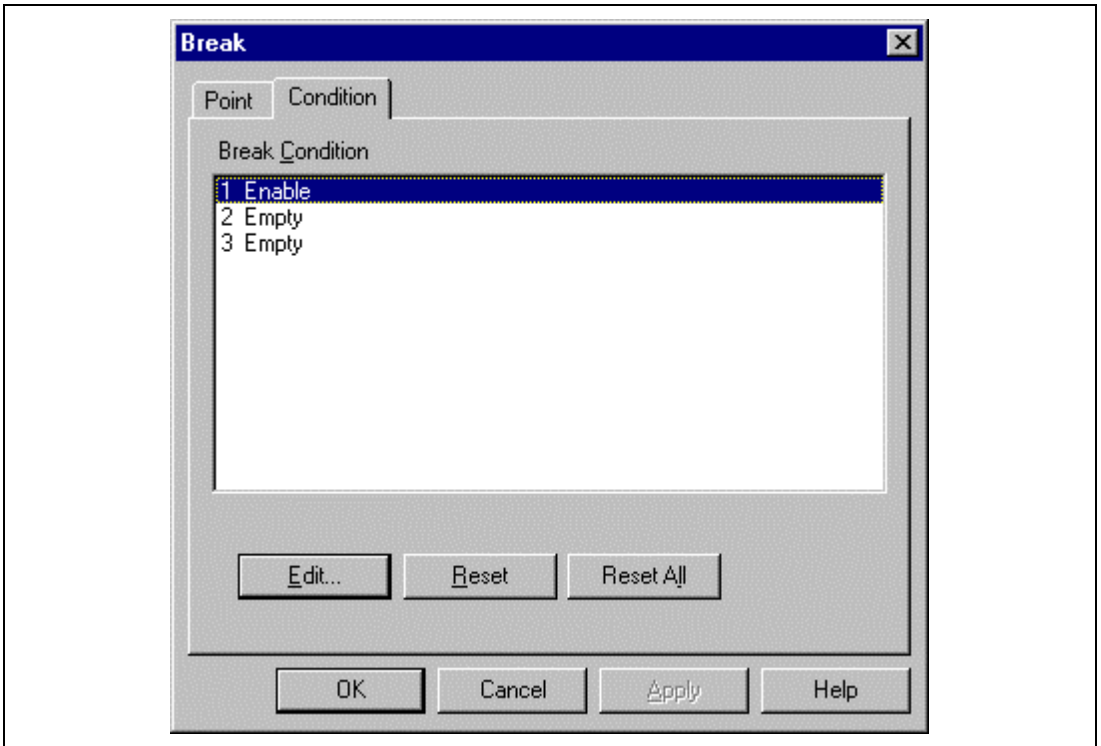 Break
Point Condition
Break Condition
1 Enable
2 Empty
3 Empty
Edit... Reset Reset All
OK Cancel Apply Help